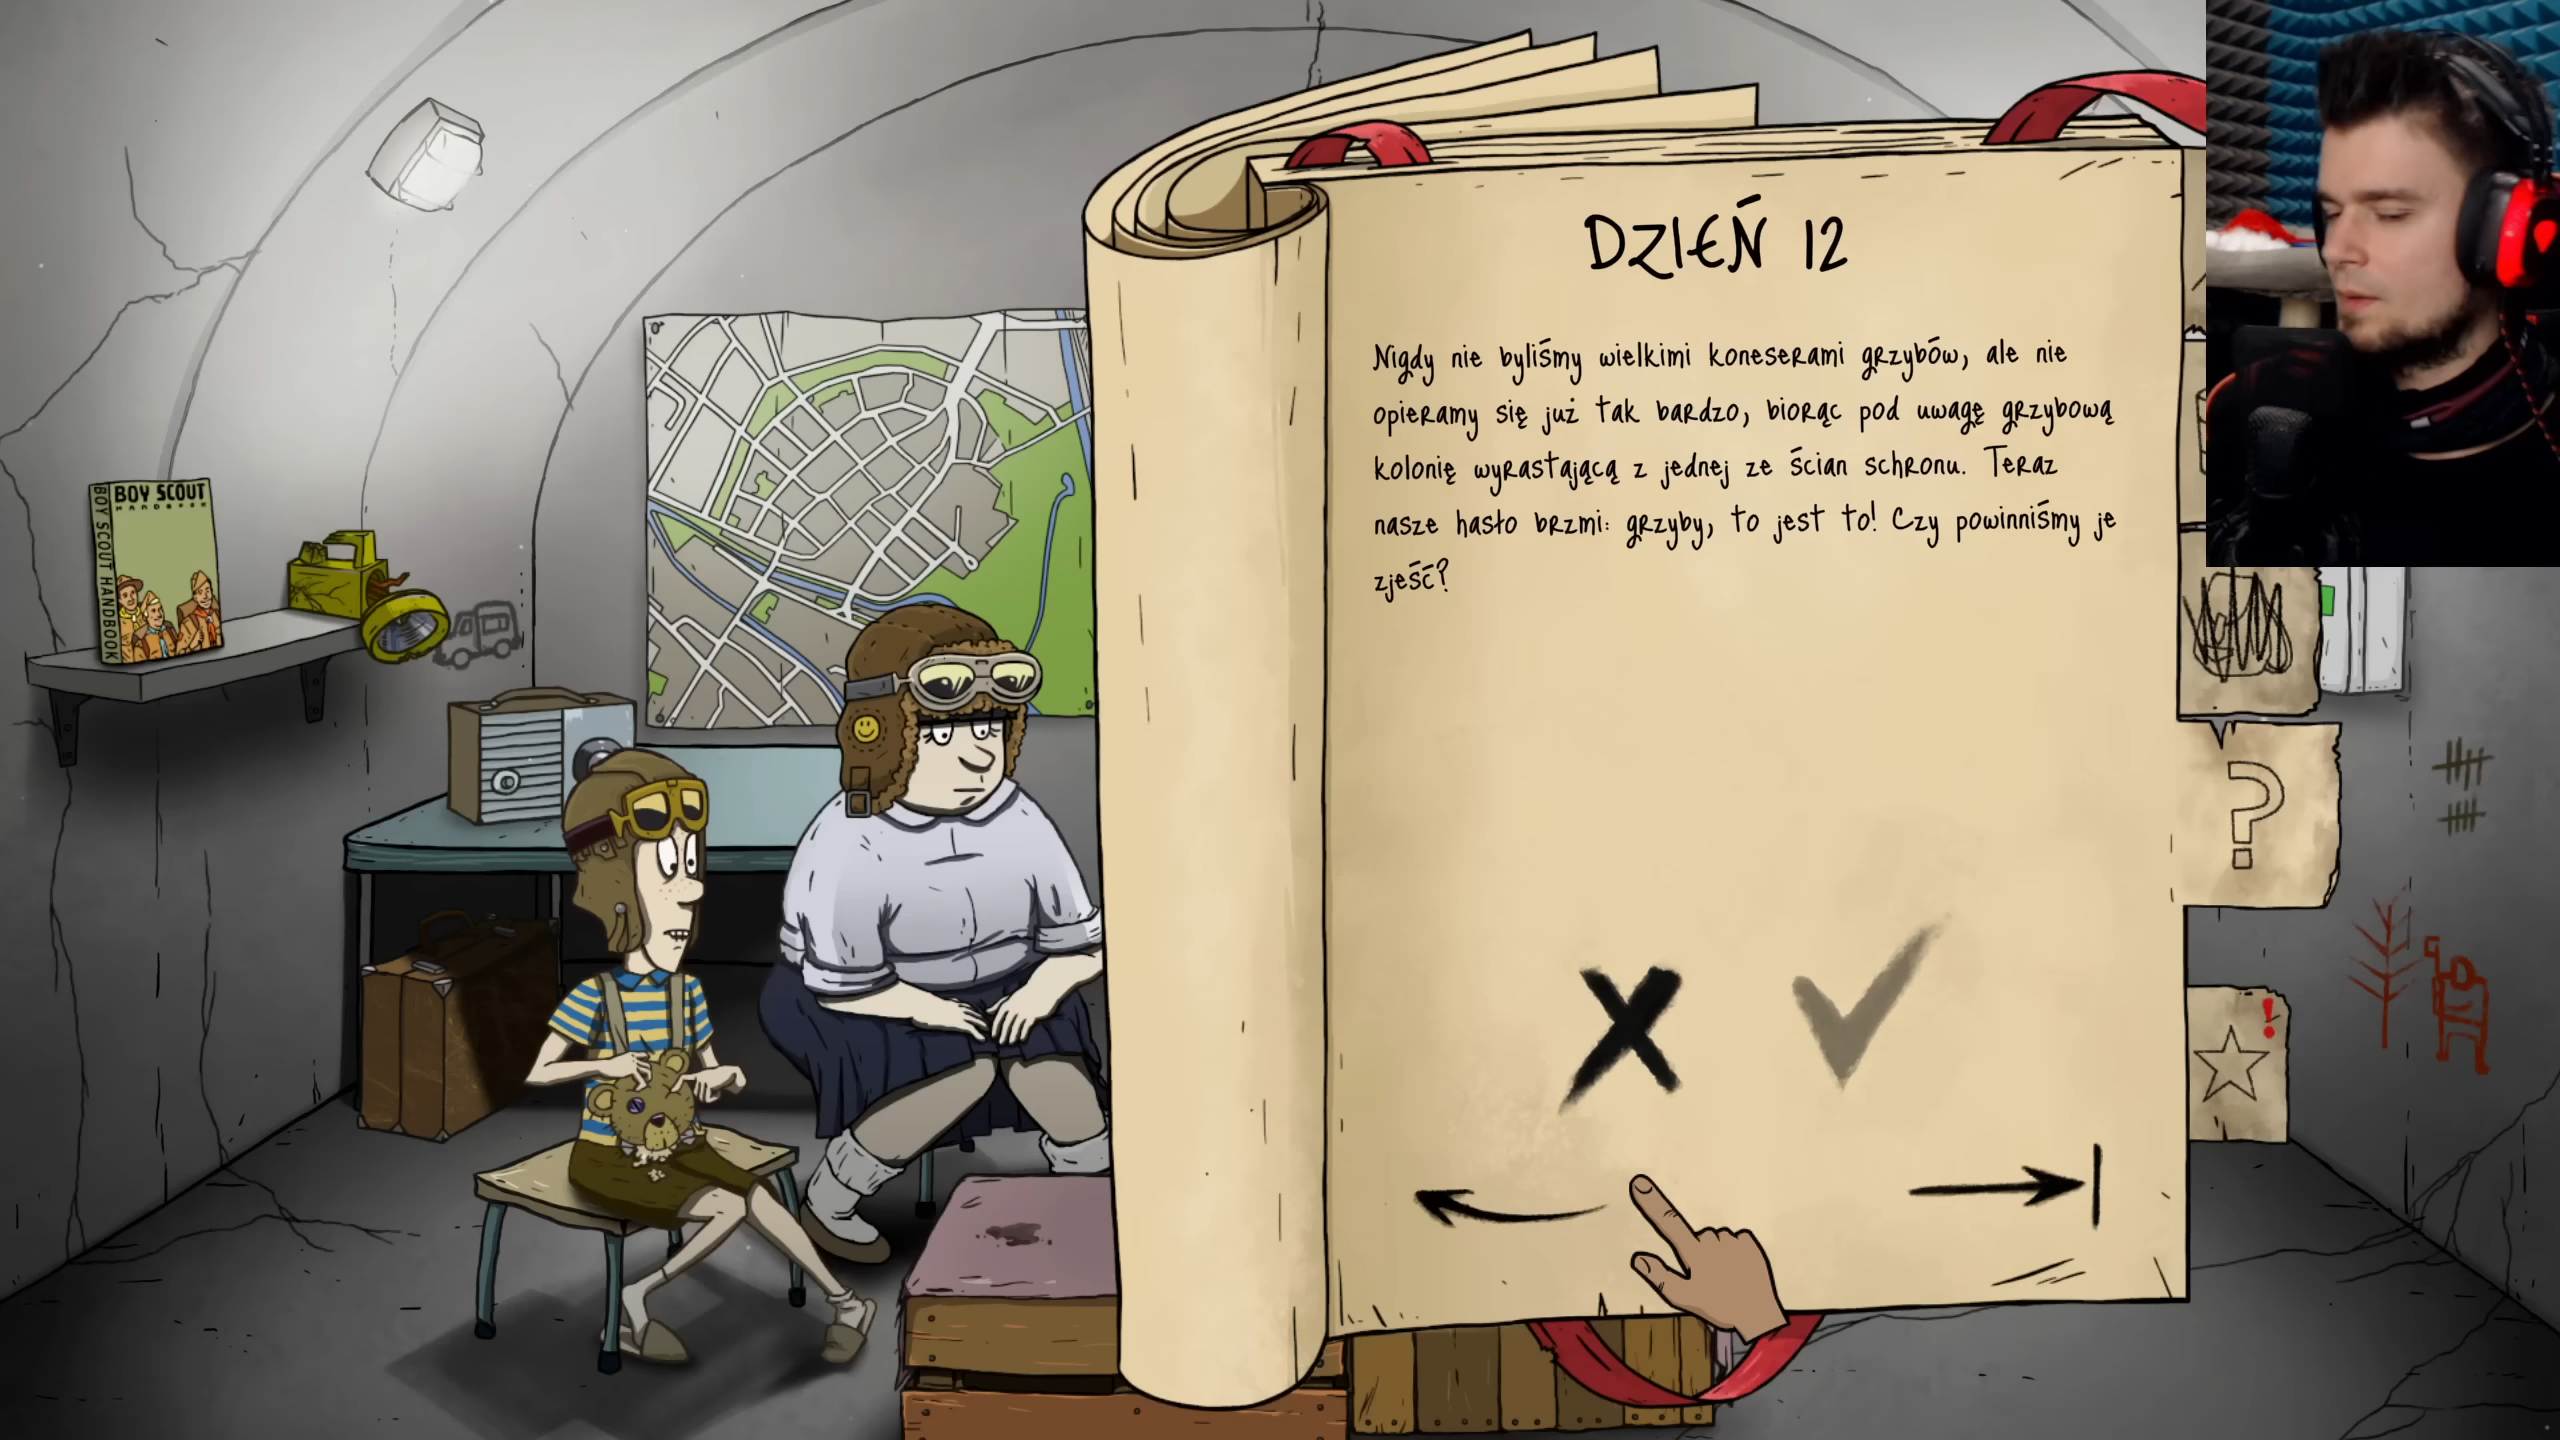 DZIEŃ 12
Nigdy nie byliśmy wielkimi koneserami grzybów, ale nie
opieramy się już tak bardzo, biorąc pod uwagę grzybową
kolonię wyrastającą z jednej ze ścian schronu. Teraz
nasze hasło brzmi: grzyby, to jest to! Czy powinniśmy je
zjeść?
BOY SCOUT
HANDBOOK
BOY SCOUT HANDBOOK
?
!